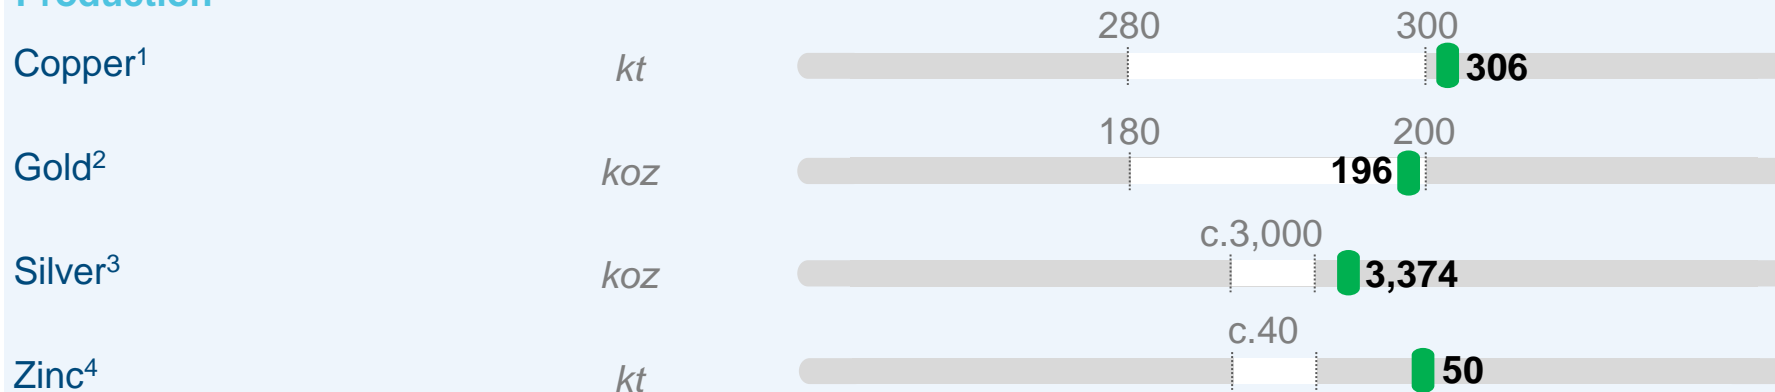 Production
280 300
Copper1 kt 306
180 200
Gold2 koz 196
c.3,000
Silver3 koz 3,374
c.40
Zinc4 kt 50